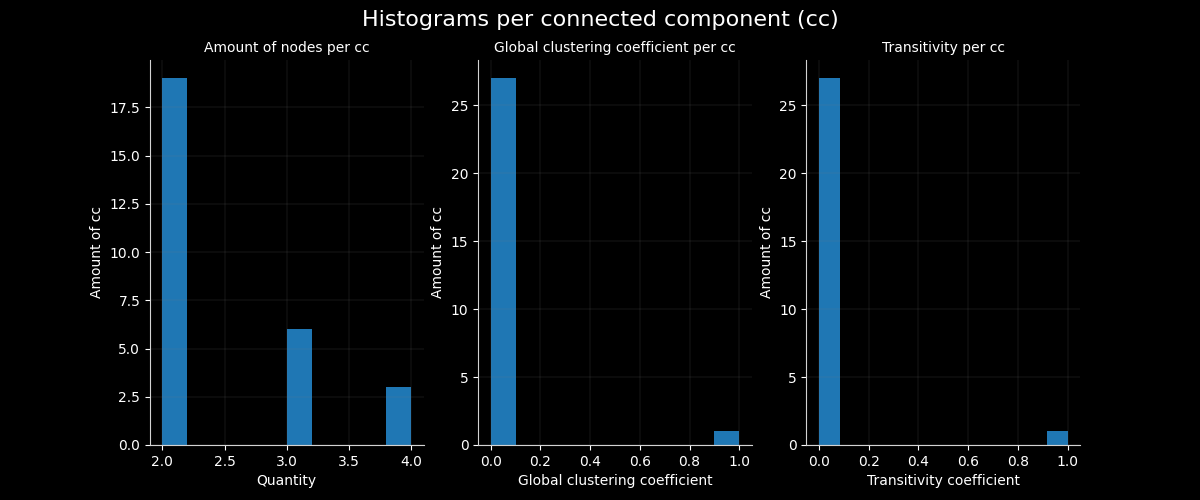 Histograms per connected component (cc)
Amount of nodes per cc
Amount of cc
17.5
15.0
12.5
10.0
7.5
5.0
2.5
0.0
2.0 2.5 3.0 3.5 4.0
Quantity
Global clustering coefficient per cc
Amount of cc
25
20
15
10
5
0
0.0 0.2 0.4 0.6 0.8 1.0
Global clustering coefficient
Transitivity per cc
Amount of cc
25
20
15
10
5
0
0.0 0.2 0.4 0.6 0.8 1.0
Transitivity coefficient